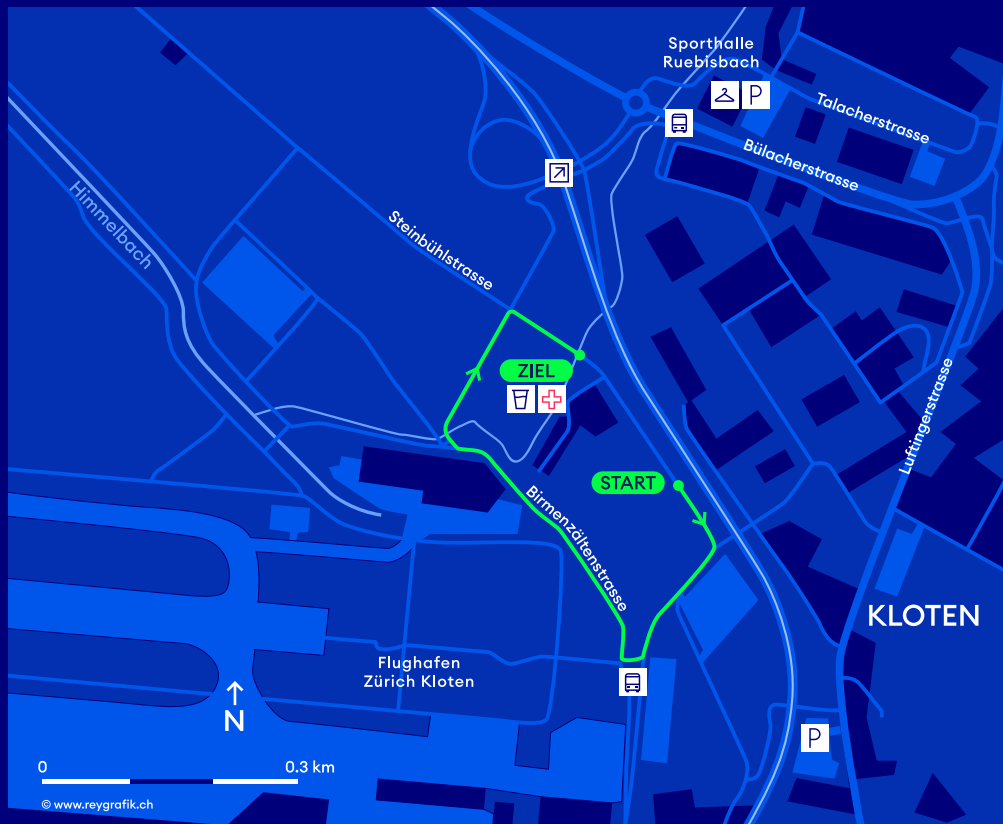 Sporthalle
Ruebisbach
P
Talacherstrasse
Bülacherstrasse
Himmelbach
Steinbühlstrasse
ZIEL
Luftingerstrasse
START
Birmenzältenstrasse
KLOTEN
Flughafen
Zürich Kloten
N
P
0 0.3 km
© www.reygrafik.ch